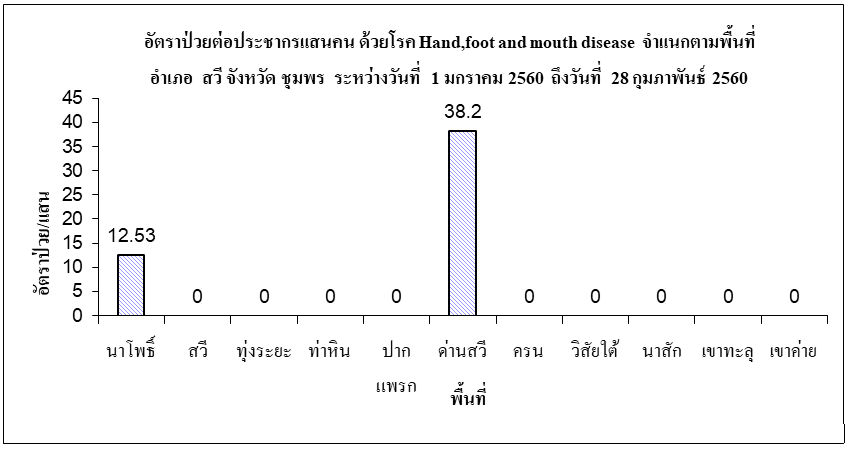 อัตราป่วยต่อประชากรแสนคน ด้วยโรค Hand,foot and mouth disease จำแนกตามพื้นที่
อำเภอ สวี จังหวัด ชุมพร ระหว่างวันที่ 1 มกราคม 2560 ถึงวันที่ 28 กุมภาพันธ์ 2560
อัตราป่วย/แสน
45
40
35
30
25
20
15
10
5
0
12.53 0 0 0 0 38.2 0 0 0 0 0
นาโพธิ์ สวี ทุ่งระยะ ท่าหิน ปาก ด่านสวี ครน วิสัยใต้ นาสัก เขาทะลุ เขาค่าย
แพรก
พื้นที่